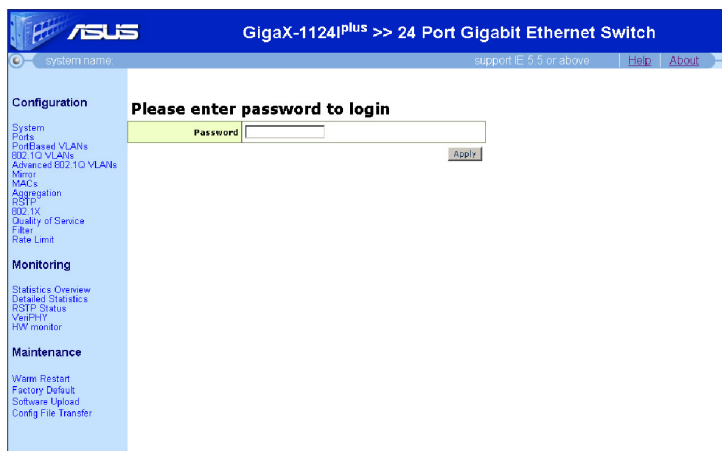 ASUS
GigaX-1124I plus >> 24 Port Gigabit Ethernet Switch
system name:
support IE 5.5 or above
Help
About
Configuration
System
Ports
PortBased VLANs
802.1Q VLANs
Advanced 802.1Q VLANs
Mirror
MACs
Aggregation
RSTP
802.1X
Quality of Service
Filter
Rate Limit
Monitoring
Statistics Overview
Detailed Statistics
RSTP Status
VeriPHY
HW monitor
Maintenance
Warm Restart
Factory Default
Software Upload
Config File Transfer
Please enter password to login
Password
Apply